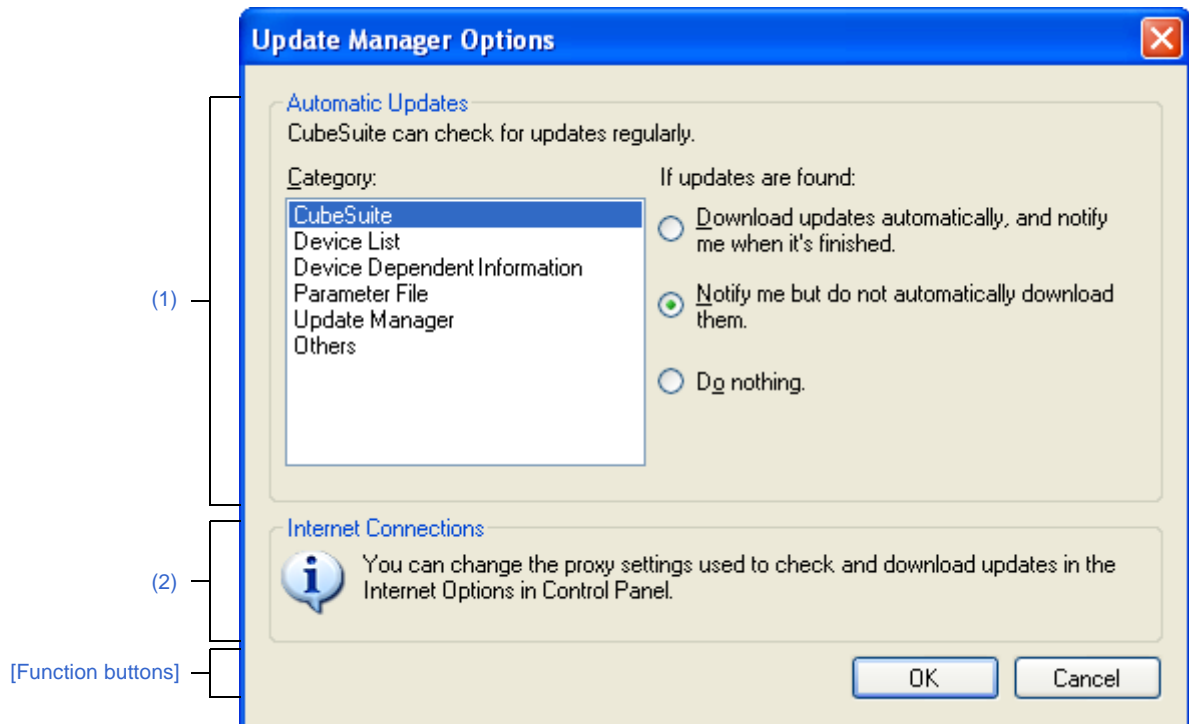 Update Manager Options
Automatic Updates
CubeSuite can check for updates regularly.
Category:
CubeSuite
Device List
Device Dependent Information
Parameter File
Update Manager
Others
If updates are found:
Download updates automatically, and notify
me when it's finished.
Notify me but do not automatically download
them.
Do nothing.
(1)
Internet Connections
You can change the proxy settings used to check and download updates in the
Internet Options in Control Panel.
(2)
[Function buttons]
OK
Cancel